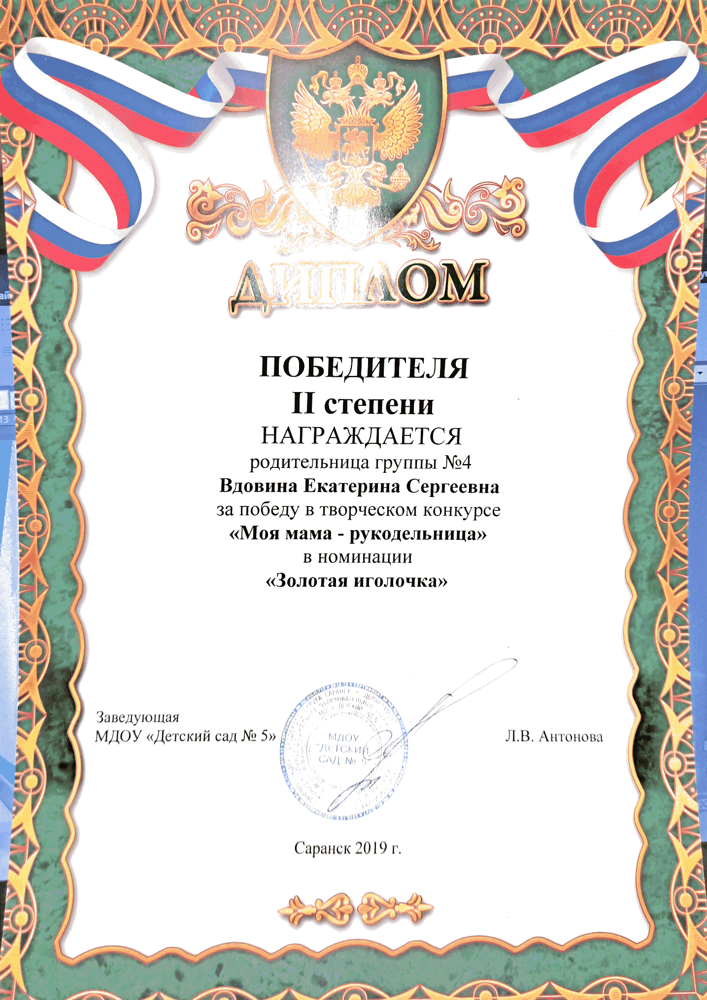 ДИПЛОМ
ПОБЕДИТЕЛЯ
II степени
НАГРАЖДАЕТСЯ
родительница группы №4
Вдовина Екатерина Сергеевна
за победу в творческом конкурсе
«Моя мама - рукодельница»
в номинации
«Золотая иголочка»
Заведующая
МДОУ «Детский сад № 5»
Л.В. Антонова
МДОУ
"ДЕТСКИЙ
САД № 5"
Саранск 2019 г.